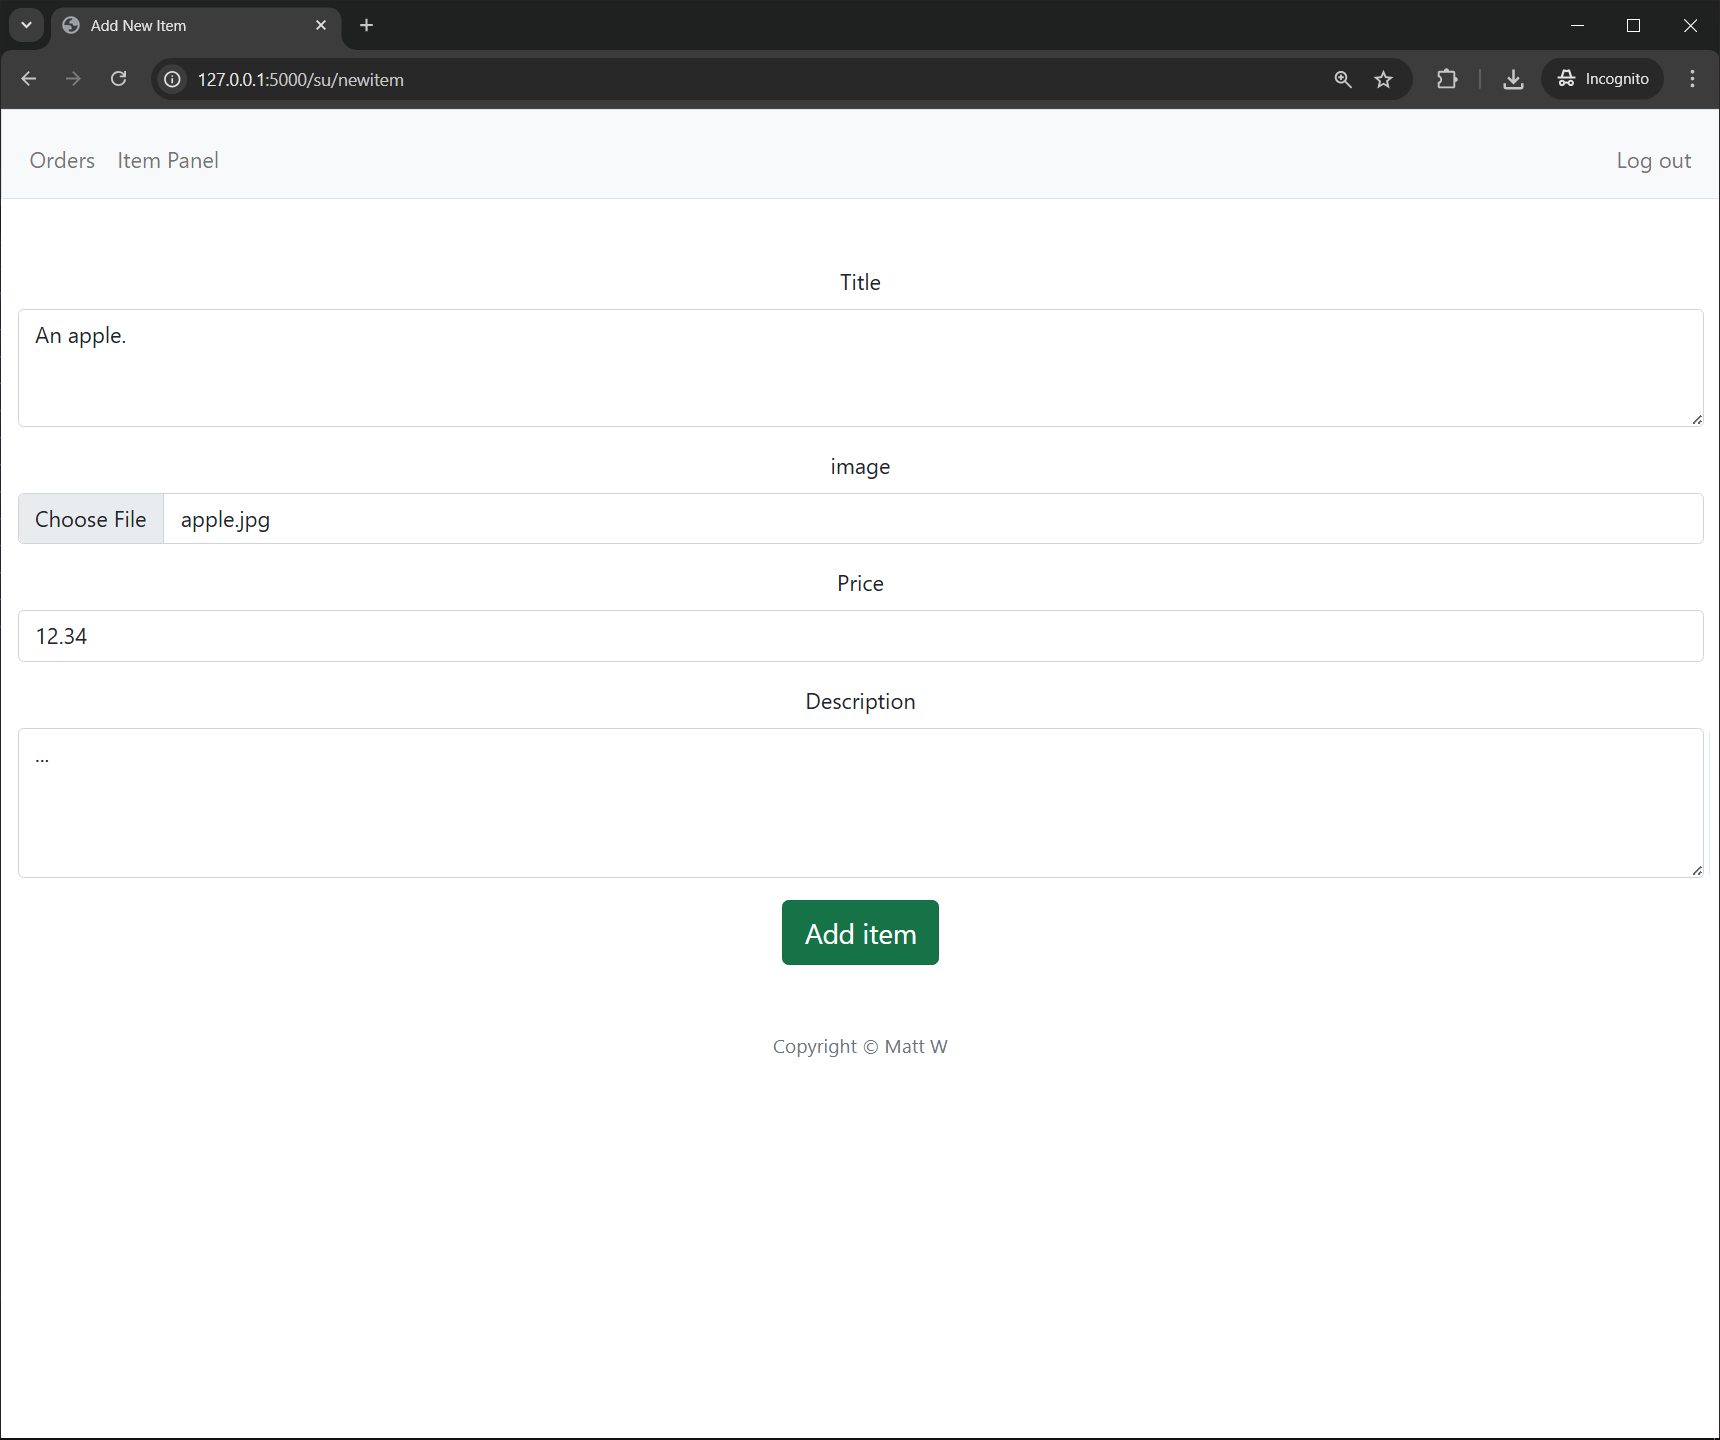 Add New Item
127.0.0.1:5000/su/newitem
Incognito
Orders Item Panel Log out
Title
An apple.
image
Choose File apple.jpg
Price
12.34
Description
...
Add item
Copyright © Matt W